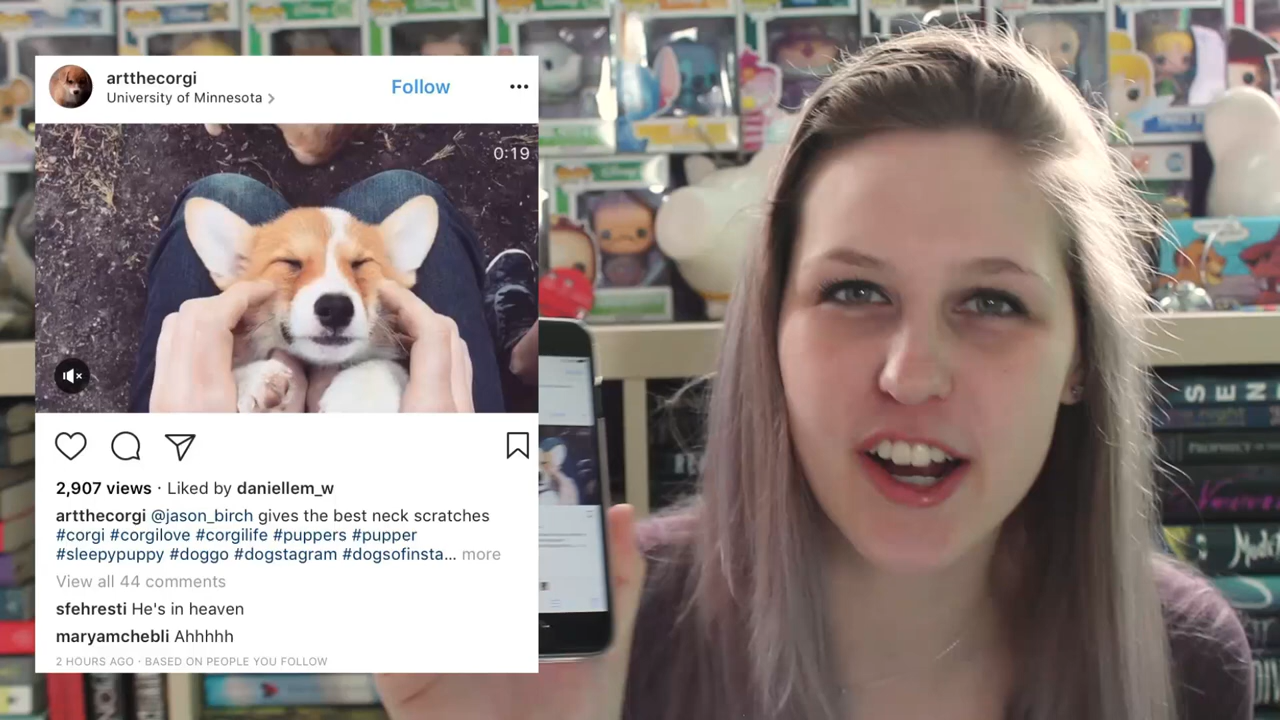 artthecorgi
University of Minnesota >
Follow
0:19
2,907 views · Liked by daniellem_w
artthecorgi @jason_birch gives the best neck scratches
#corgi #corgilove #corgilife #puppers #pupper
#sleepypuppy #doggo #dogstagram #dogsofinsta... more
View all 44 comments
sfehresti He's in heaven
maryamchebli Ahhhhh
2 HOURS AGO · BASED ON PEOPLE YOU FOLLOW
S E N